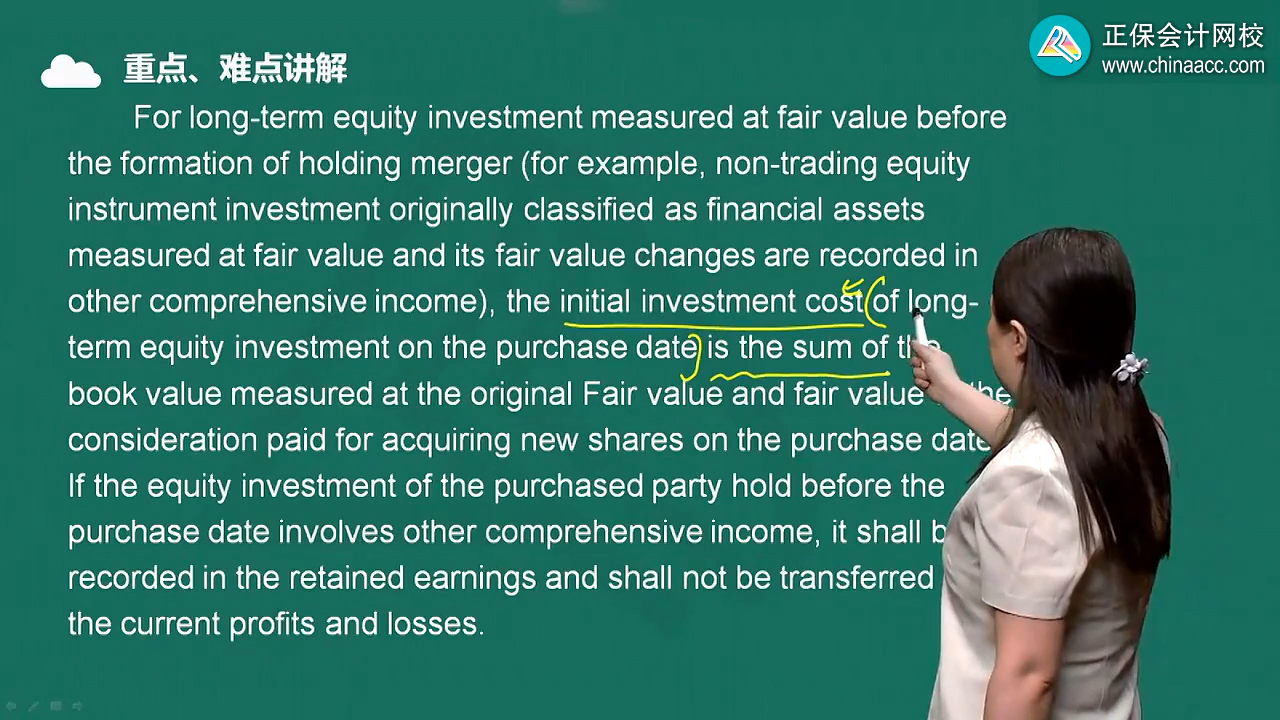 正保会计网校
www.chinaacc.com
重点、难点讲解
For long-term equity investment measured at fair value before
the formation of holding merger (for example, non-trading equity
instrument investment originally classified as financial assets
measured at fair value and its fair value changes are recorded in
other comprehensive income), the initial investment cost of long-
term equity investment on the purchase date is the sum of the
book value measured at the original Fair value and fair value
consideration paid for acquiring new shares on the purchase date
If the equity investment of the purchased party hold before the
purchase date involves other comprehensive income, it shall
recorded in the retained earnings and shall not be transferred
the current profits and losses.